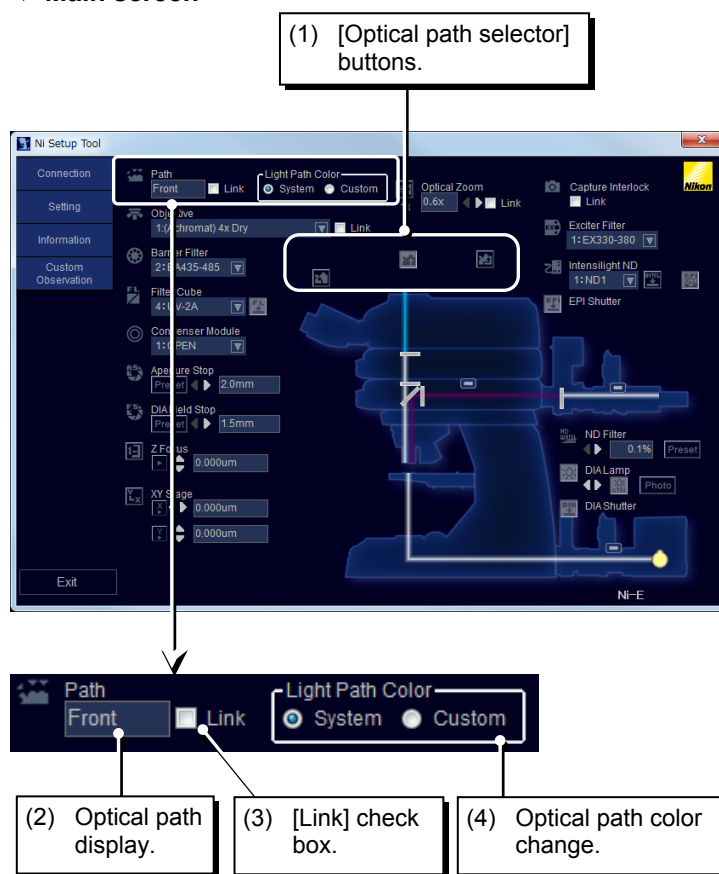 Main screen
(1) [Optical path selector]
buttons.
Ni Setup Tool
Connection
Setting
Information
Custom
Observation
Exit
Path
Front
Link
Light Path Color
System
Custom
Objective
1:(Achromat) 4x Dry
Link
Barrier Filter
2:BA435-485
Filter Cube
4:UV-2A
Condenser Module
1:OPEN
Aperture Stop
Preset
2.0mm
DIA Field Stop
Preset
1.5mm
Z Focus
0.000um
XY Stage
X
0.000um
Y
0.000um
Optical Zoom
0.6x
Link
Capture Interlock
Link
Nikon
Exciter Filter
1:EX330-380
Intensilight ND
1:ND1
EPI Shutter
ND Filter
0.1%
Preset
DIA Lamp
Photo
DIA Shutter
Ni-E
Path
Front
Link
Light Path Color
System
Custom
(2) Optical path
display.
(3) [Link] check
box.
(4) Optical path color
change.